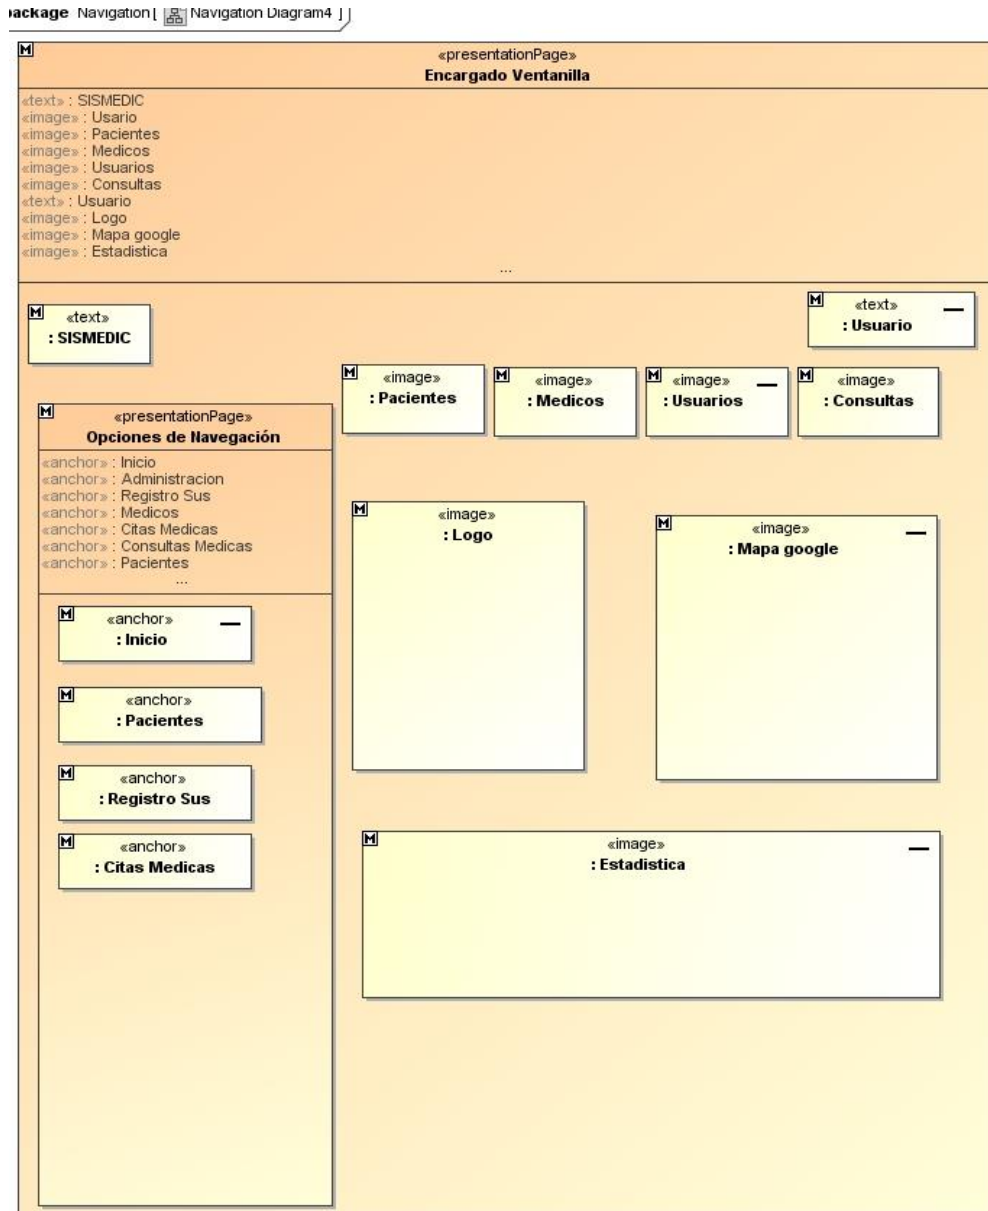 package Navigation [ Navigation Diagram4 ]
M
«presentationPage»
Encargado Ventanilla
«text» : SISMEDIC
«image» : Usario
«image» : Pacientes
«image» : Medicos
«image» : Usuarios
«image» : Consultas
«text» : Usuario
«image» : Logo
«image» : Mapa google
«image» : Estadistica
...
M
«text»
: SISMEDIC
M
«text»
: Usuario
M
«image»
: Pacientes
M
«image»
: Medicos
M
«image»
: Usuarios
M
«image»
: Consultas
M
«presentationPage»
Opciones de Navegación
«anchor» : Inicio
«anchor» : Administracion
«anchor» : Registro Sus
«anchor» : Medicos
«anchor» : Citas Medicas
«anchor» : Consultas Medicas
«anchor» : Pacientes
...
M
«anchor»
: Inicio
M
«anchor»
: Pacientes
M
«anchor»
: Registro Sus
M
«anchor»
: Citas Medicas
M
«image»
: Logo
M
«image»
: Mapa google
M
«image»
: Estadistica